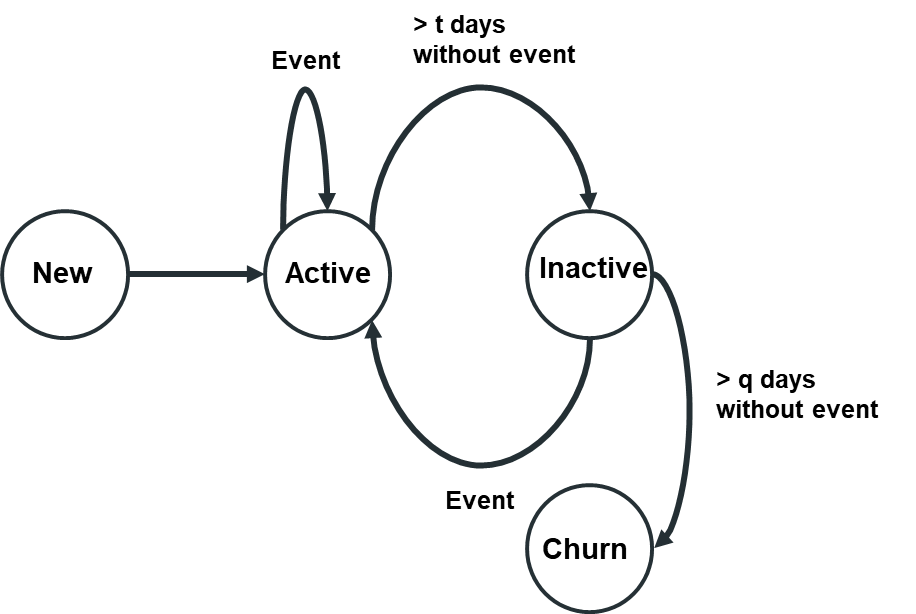 > t days
without event
Event
New
Active
Inactive
> q days
without event
Event
Churn